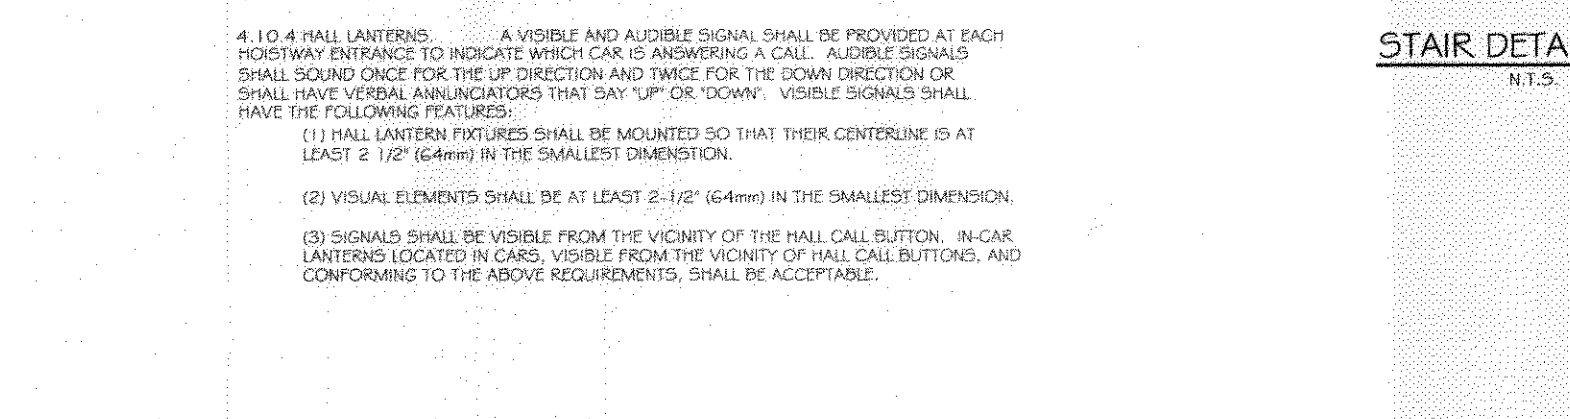 4.10.4 HALL LANTERNS. A VISIBLE AND AUDIBLE SIGNAL SHALL BE PROVIDED AT EACH
HOISTWAY ENTRANCE TO INDICATE WHICH CAR IS ANSWERING A CALL. AUDIBLE SIGNALS
SHALL SOUND ONCE FOR THE UP DIRECTION AND TWICE FOR THE DOWN DIRECTION OR
SHALL HAVE VERBAL ANNUNCIATORS THAT SAY "UP" OR "DOWN". VISIBLE SIGNALS SHALL
HAVE THE FOLLOWING FEATURES:
(1) HALL LANTERN FIXTURES SHALL BE MOUNTED SO THAT THEIR CENTERLINE IS AT
LEAST 2 1/2" (64mm) IN THE SMALLEST DIMENSTION.
(2) VISUAL ELEMENTS SHALL BE AT LEAST 2-1/2" (64mm) IN THE SMALLEST DIMENSION.
(3) SIGNALS SHALL BE VISIBLE FROM THE VICINITY OF THE HALL CALL BUTTON. IN-CAR
LANTERNS LOCATED IN CARS, VISIBLE FROM THE VICINITY OF HALL CALL BUTTONS, AND
CONFORMING TO THE ABOVE REQUIREMENTS, SHALL BE ACCEPTABLE.
STAIR DETA
N.T.S.